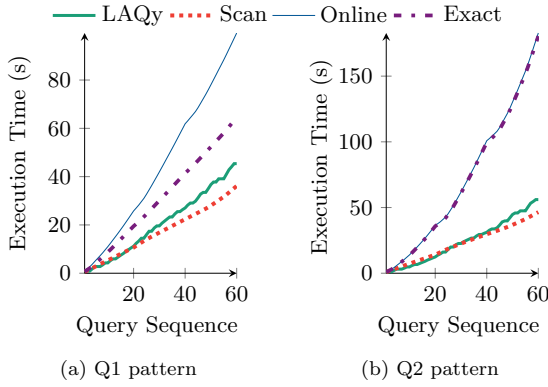 LAQy Scan Online Exact
Execution Time (s)
80
60
40
20
0
20 40 60
Query Sequence
(a) Q1 pattern
Execution Time (s)
150
100
50
0
20 40 60
Query Sequence
(b) Q2 pattern